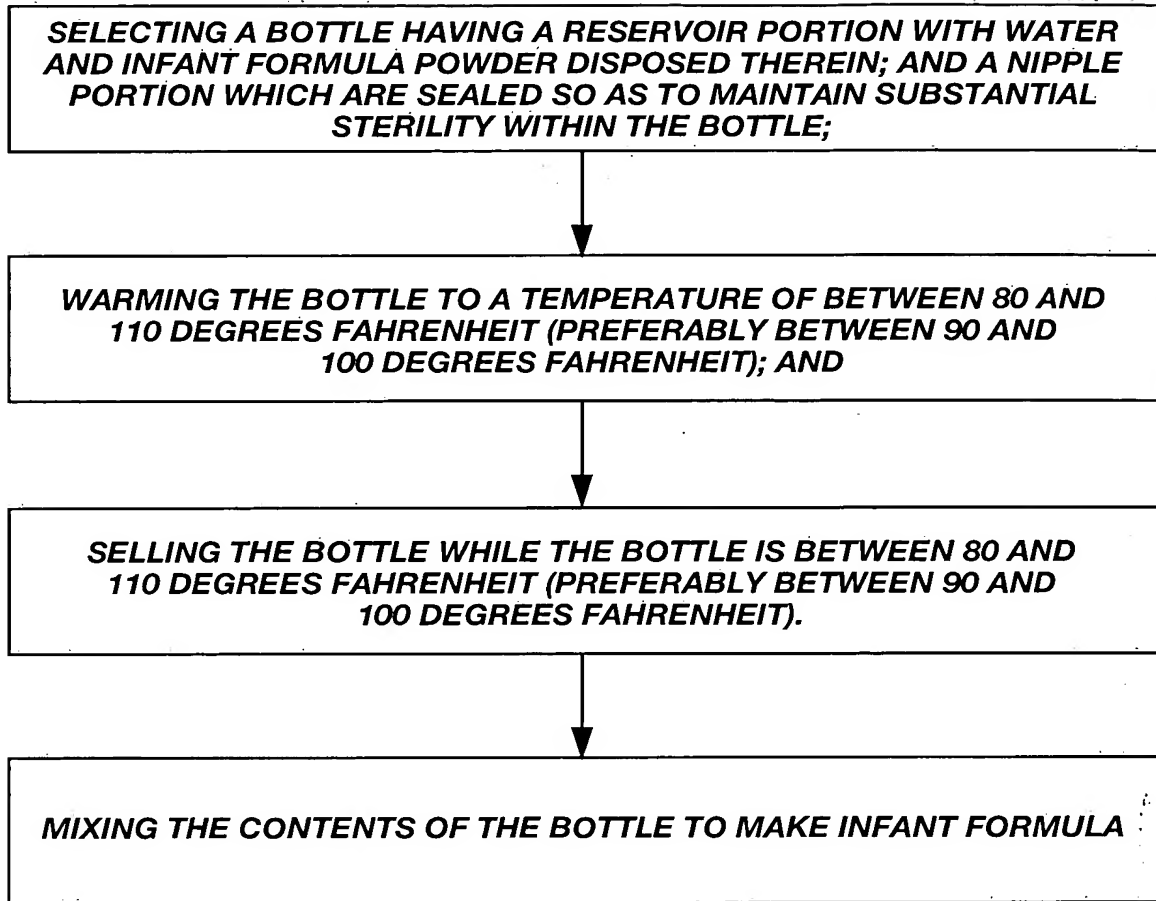 SELECTING A BOTTLE HAVING A RESERVOIR PORTION WITH WATER
AND INFANT FORMULA POWDER DISPOSED THEREIN; AND A NIPPLE
PORTION WHICH ARE SEALED SO AS TO MAINTAIN SUBSTANTIAL
STERILITY WITHIN THE BOTTLE;
WARMING THE BOTTLE TO A TEMPERATURE OF BETWEEN 80 AND
110 DEGREES FAHRENHEIT (PREFERABLY BETWEEN 90 AND
100 DEGREES FAHRENHEIT); AND
SELLING THE BOTTLE WHILE THE BOTTLE IS BETWEEN 80 AND
110 DEGREES FAHRENHEIT (PREFERABLY BETWEEN 90 AND
100 DEGREES FAHRENHEIT).
MIXING THE CONTENTS OF THE BOTTLE TO MAKE INFANT FORMULA